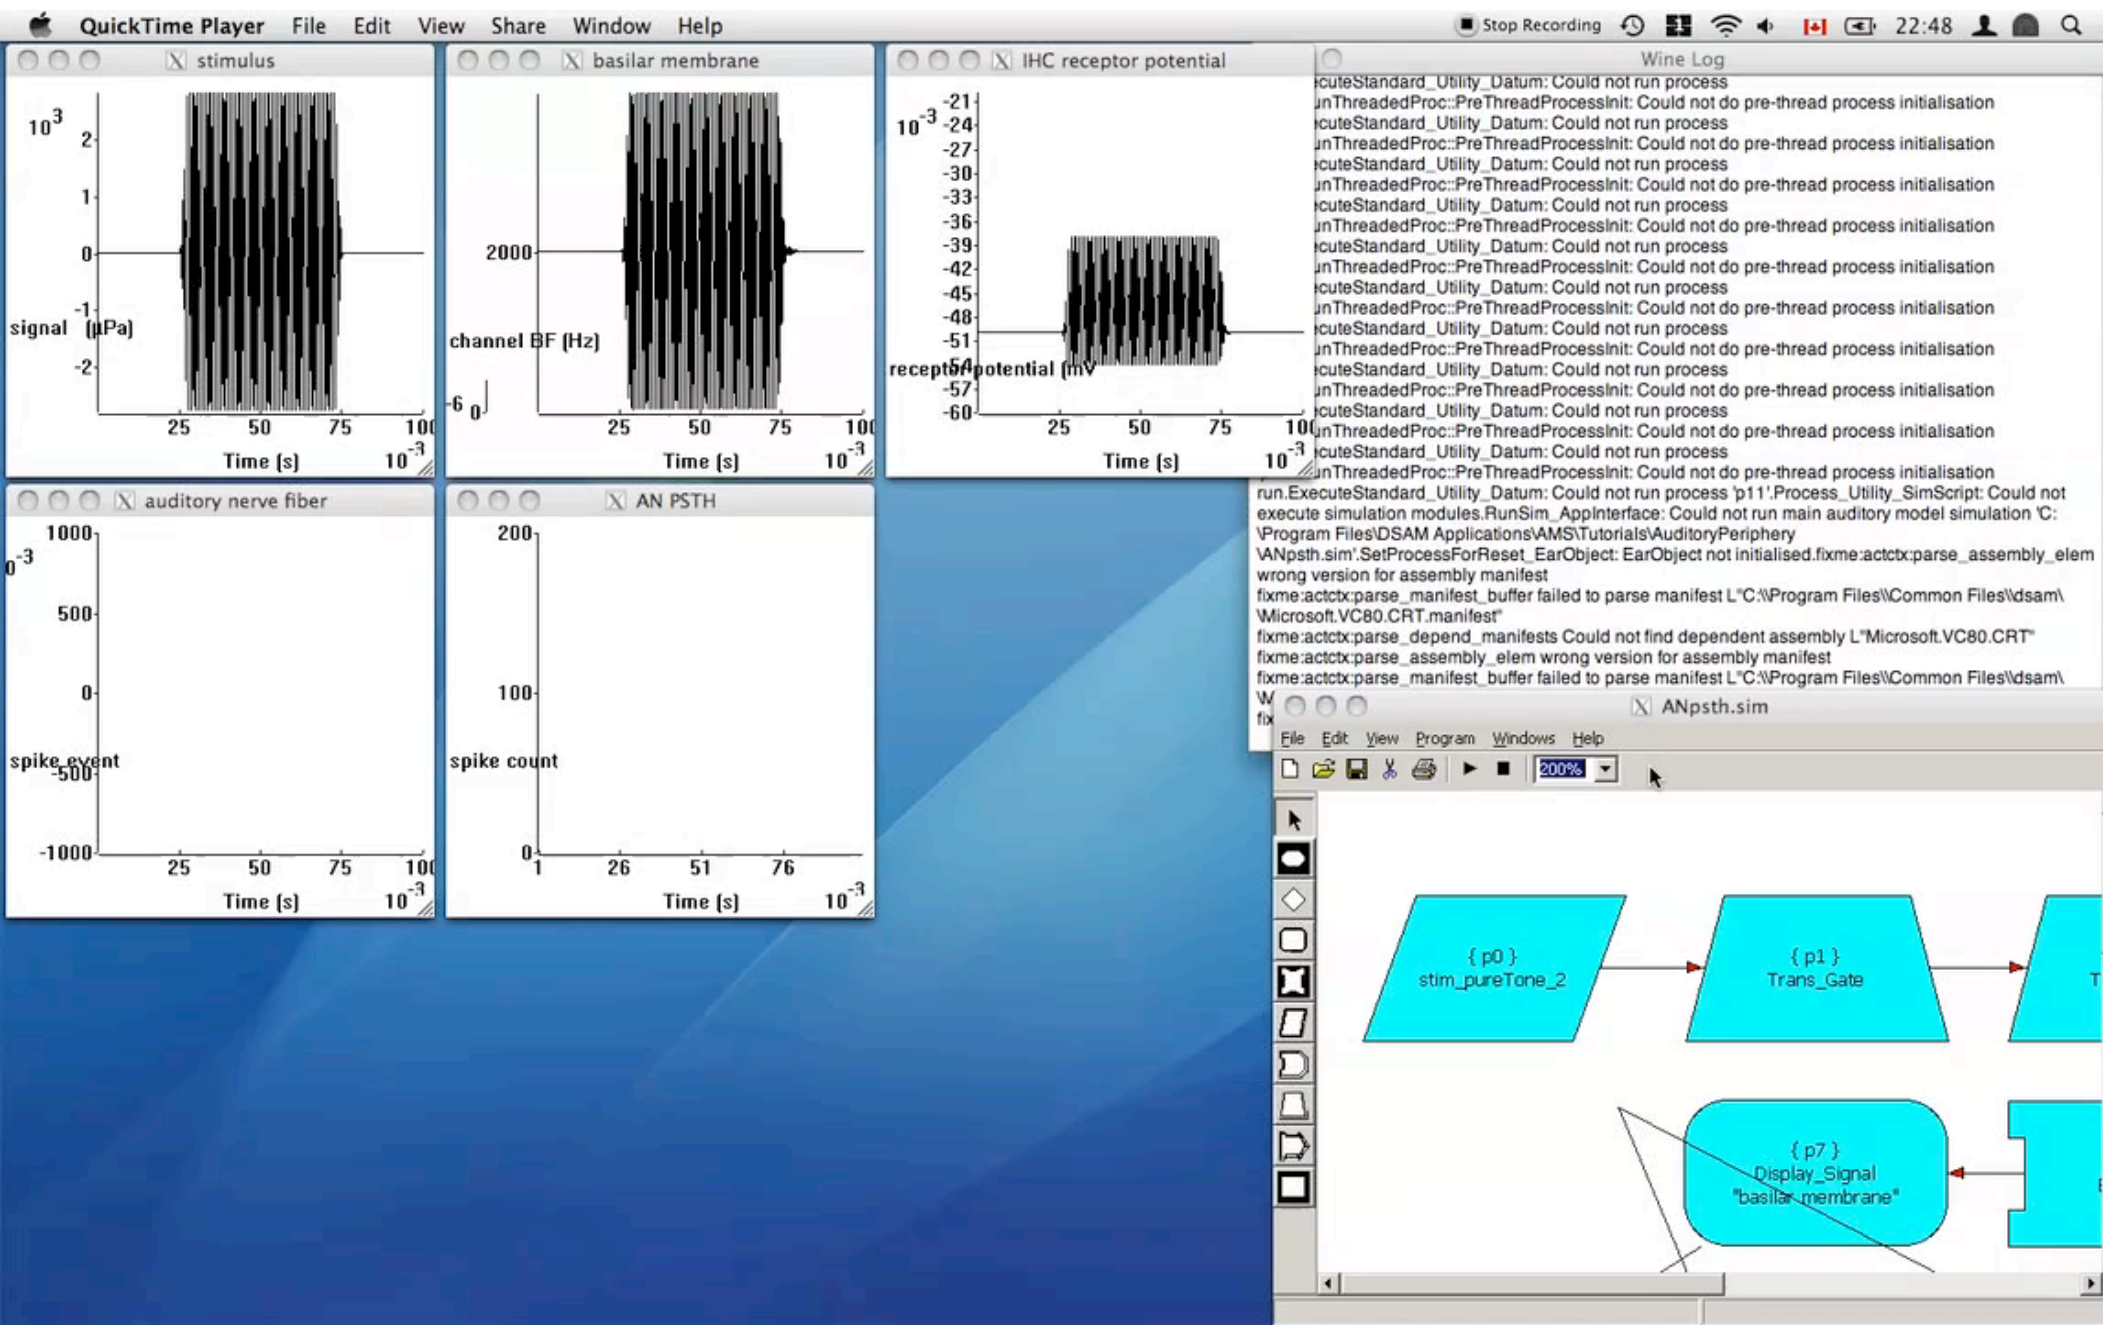 QuickTime Player File Edit View Share Window Help Stop Recording 22:48
stimulus
10³
2
1
0
-1
signal (µPa)
-2
25 50 75 100
Time (s) 10⁻³
basilar membrane
2000
channel BF (Hz)
-6 0
25 50 75 100
Time (s) 10⁻³
IHC receptor potential
-21
10⁻³ -24
-27
-30
-33
-36
-39
-42
-45
-48
-51
-54
receptor potential (mV
-57
-60
25 50 75 100
Time (s) 10⁻³
Wine Log
ecuteStandard_Utility_Datum: Could not run process
unThreadedProc::PreThreadProcessInit: Could not do pre-thread process initialisation
ecuteStandard_Utility_Datum: Could not run process
unThreadedProc::PreThreadProcessInit: Could not do pre-thread process initialisation
ecuteStandard_Utility_Datum: Could not run process
unThreadedProc::PreThreadProcessInit: Could not do pre-thread process initialisation
ecuteStandard_Utility_Datum: Could not run process
unThreadedProc::PreThreadProcessInit: Could not do pre-thread process initialisation
ecuteStandard_Utility_Datum: Could not run process
unThreadedProc::PreThreadProcessInit: Could not do pre-thread process initialisation
ecuteStandard_Utility_Datum: Could not run process
unThreadedProc::PreThreadProcessInit: Could not do pre-thread process initialisation
ecuteStandard_Utility_Datum: Could not run process
unThreadedProc::PreThreadProcessInit: Could not do pre-thread process initialisation
ecuteStandard_Utility_Datum: Could not run process
unThreadedProc::PreThreadProcessInit: Could not do pre-thread process initialisation
ecuteStandard_Utility_Datum: Could not run process
unThreadedProc::PreThreadProcessInit: Could not do pre-thread process initialisation
ecuteStandard_Utility_Datum: Could not run process
unThreadedProc::PreThreadProcessInit: Could not do pre-thread process initialisation
run.ExecuteStandard_Utility_Datum: Could not run process 'p11'.Process_Utility_SimScript: Could not
execute simulation modules.RunSim_AppInterface: Could not run main auditory model simulation 'C:
\Program Files\DSAM Applications\AMS\Tutorials\AuditoryPeriphery
\ANpsth.sim'.SetProcessForReset_EarObject: EarObject not initialised.fixme:actctx:parse_assembly_elem
wrong version for assembly manifest
fixme:actctx:parse_manifest_buffer failed to parse manifest L"C:\\Program Files\\Common Files\\dsam\
\Microsoft.VC80.CRT.manifest"
fixme:actctx:parse_depend_manifests Could not find dependent assembly L"Microsoft.VC80.CRT"
fixme:actctx:parse_assembly_elem wrong version for assembly manifest
fixme:actctx:parse_manifest_buffer failed to parse manifest L"C:\\Program Files\\Common Files\\dsam\
auditory nerve fiber
1000
0⁻³
500
0
spike event
-500
-1000
25 50 75 100
Time (s) 10⁻³
AN PSTH
200
100
spike count
0
1 26 51 76
Time (s) 10⁻³
ANpsth.sim
File Edit View Program Windows Help
200%
{ p0 }
stim_pureTone_2
{ p1 }
Trans_Gate
T
{ p7 }
Display_Signal
"basilar membrane"